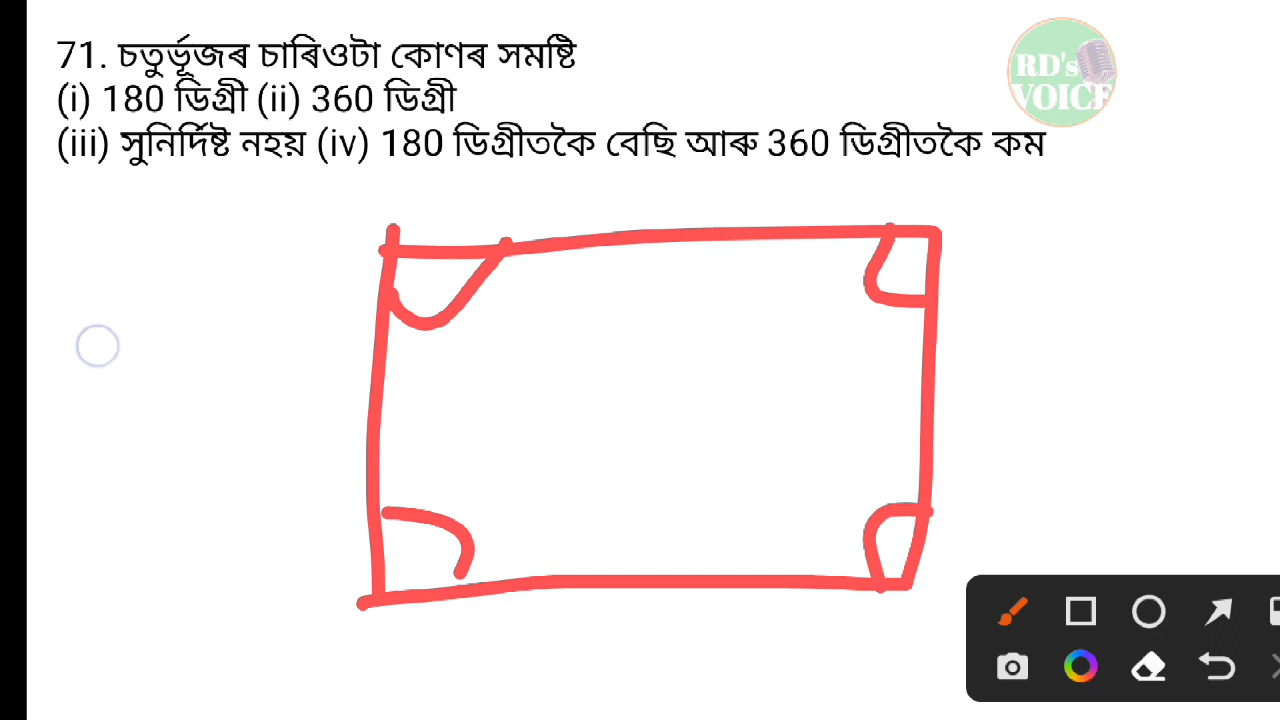 71. চতুৰ্ভূজৰ চাৰিওটা কোণৰ সমষ্টি
(i) 180 ডিগ্ৰী (ii) 360 ডিগ্ৰী
(iii) সুনিৰ্দিষ্ট নহয় (iv) 180 ডিগ্ৰীতকৈ বেছি আৰু 360 ডিগ্ৰীতকৈ কম
RD's
VOICE